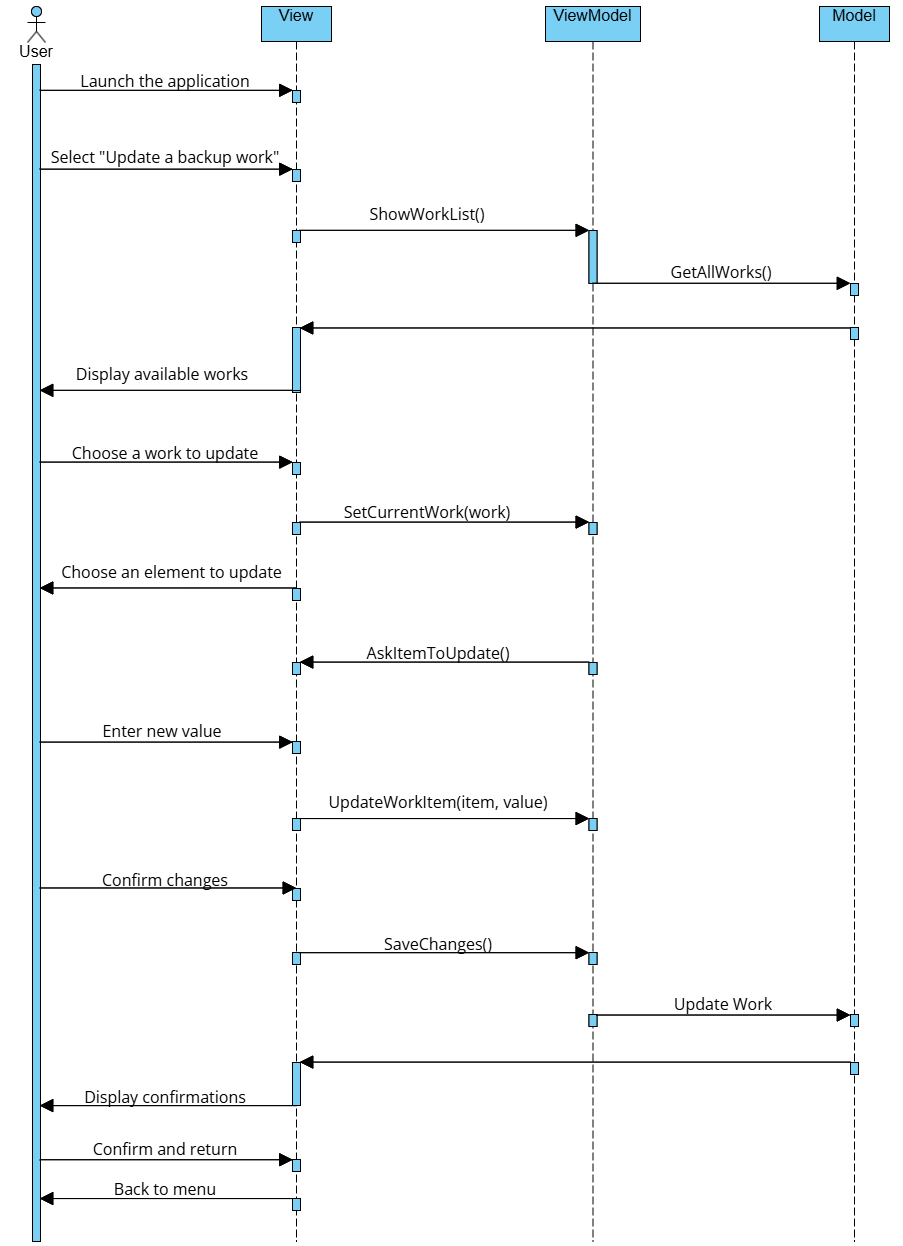 View
ViewModel
Model
User
Launch the application
Select "Update a backup work"
ShowWorkList()
GetAllWorks()
Display available works
Choose a work to update
SetCurrentWork(work)
Choose an element to update
AskItemToUpdate()
Enter new value
UpdateWorkItem(item, value)
Confirm changes
SaveChanges()
Update Work
Display confirmations
Confirm and return
Back to menu